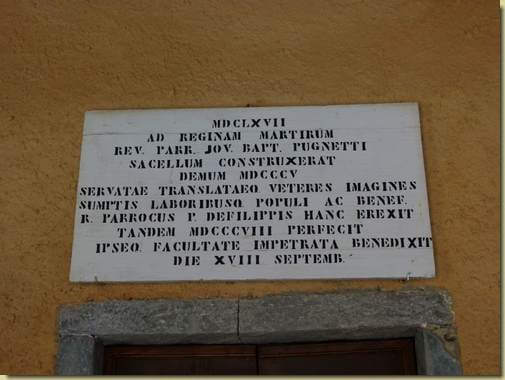 MDCLXVII
AD REGINAM MARTIRUM
REV. PARR. JOV. BAPT. PUGNETTI
SACELLUM CONSTRUXERAT
DEMUM MDCCCV
SERVATAE TRANSLATAEQ VETERES IMAGINES
SUMPTIS LABORIBUSQ POPULI AC BENEF.
R. PARROCUS P. DEFILIPPIS HANC EREXIT
TANDEM MDCCCVIII PERFECIT
IPSEQ. FACULTATE IMPETRATA BENEDIXIT
DIE XVIII SEPTEMB.